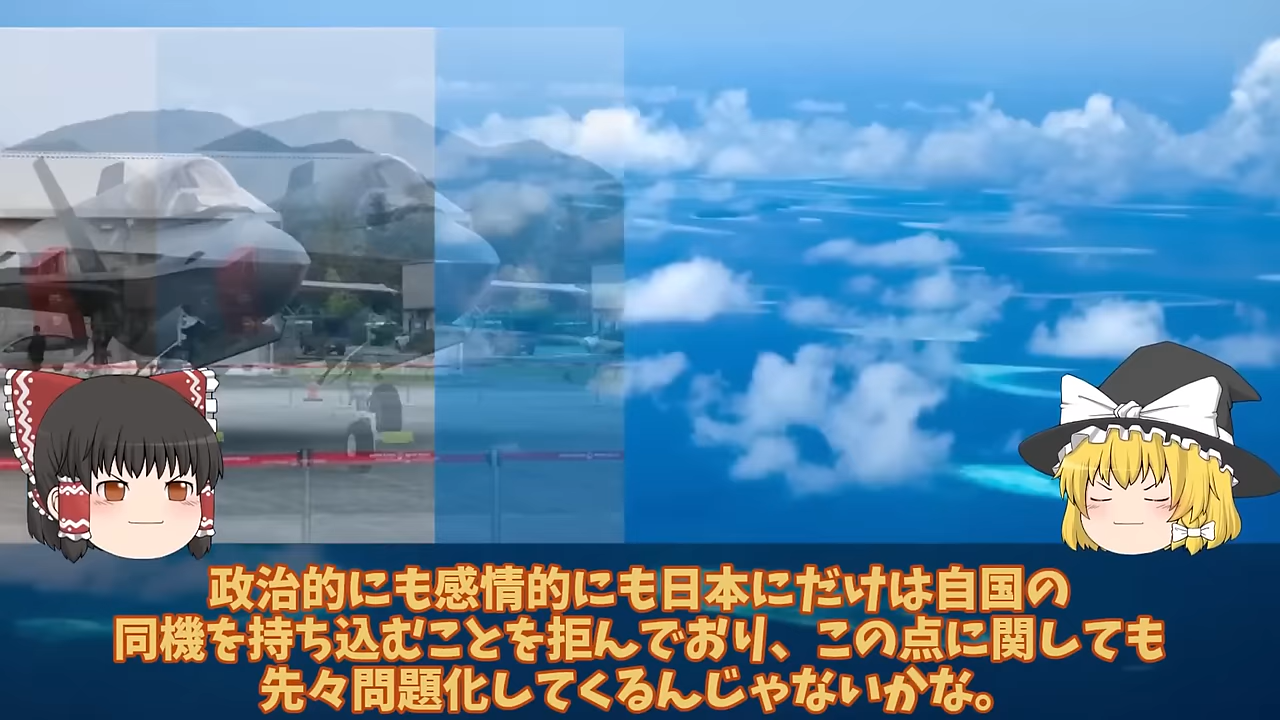 政治的にも感情的にも日本にだけは自国の
同機を持ち込むことを拒んでおり、この点に関しても
先々問題化してくるんじゃないかな。